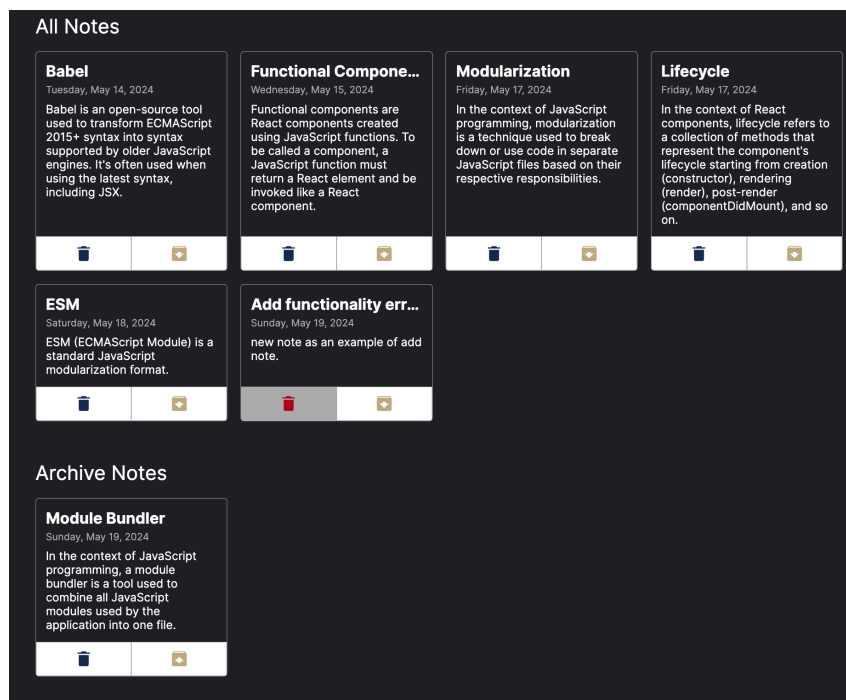 All Notes
Babel
Tuesday, May 14, 2024
Babel is an open-source tool
used to transform ECMAScript
2015+ syntax into syntax
supported by older JavaScript
engines. It's often used when
using the latest syntax,
including JSX.
Functional Compone...
Wednesday, May 15, 2024
Functional components are
React components created
using JavaScript functions. To
be called a component, a
JavaScript function must
return a React element and be
invoked like a React
component.
Modularization
Friday, May 17, 2024
In the context of JavaScript
programming, modularization
is a technique used to break
down or use code in separate
JavaScript files based on their
respective responsibilities.
Lifecycle
Friday, May 17, 2024
In the context of React
components, lifecycle refers to
a collection of methods that
represent the component's
lifecycle starting from creation
(constructor), rendering
(render), post-render
(componentDidMount), and so
on.
ESM
Saturday, May 18, 2024
ESM (ECMAScript Module) is a
standard JavaScript
modularization format.
Add functionality err...
Sunday, May 19, 2024
new note as an example of add
note.
Archive Notes
Module Bundler
Sunday, May 19, 2024
In the context of JavaScript
programming, a module
bundler is a tool used to
combine all JavaScript
modules used by the
application into one file.